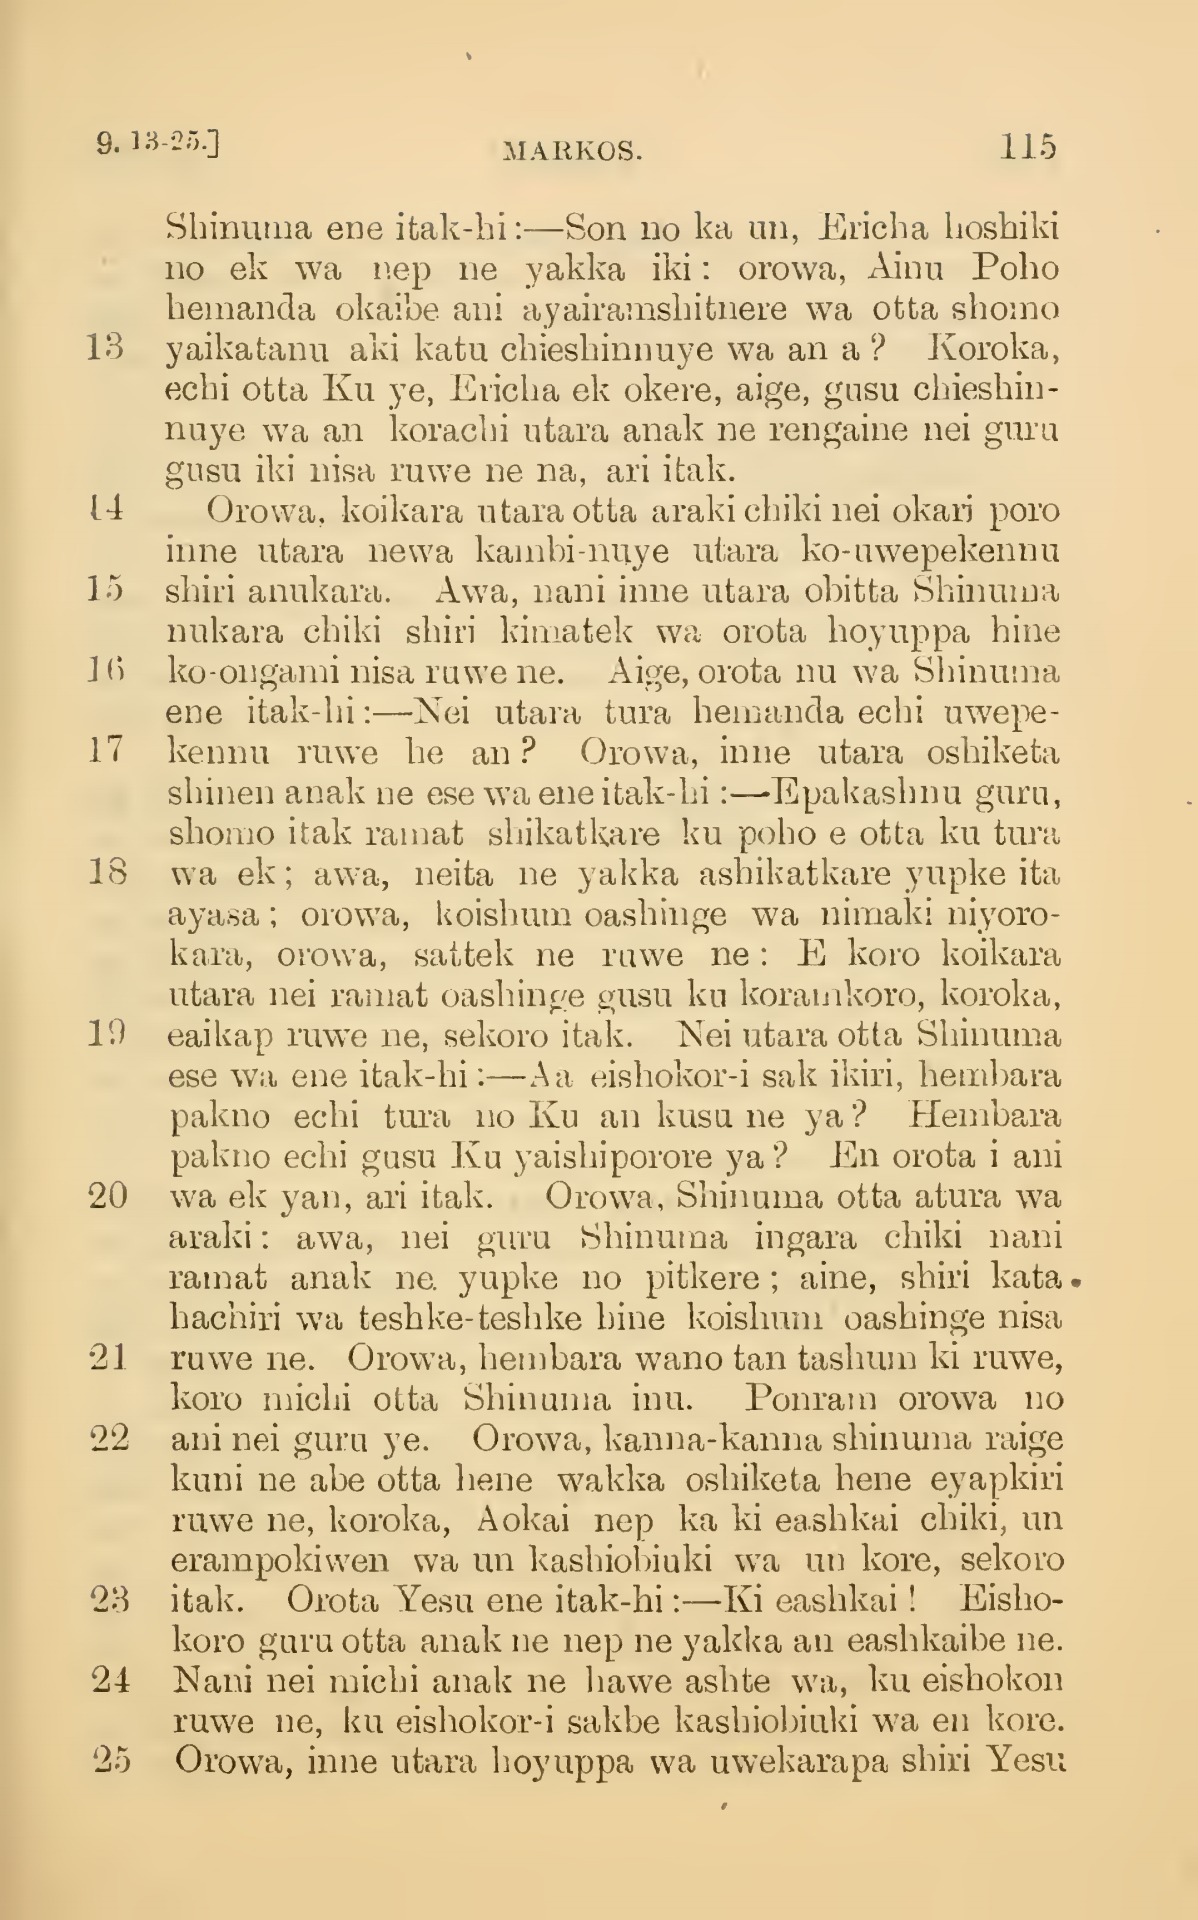 9. 13-25.] MARKOS. 115
Shinuma ene itak-hi:—Son no ka un, Ericha hoshiki
no ek wa nep ne yakka iki: orowa, Ainu Poho
hemanda okaibe ani ayairamshitnere wa otta shomo
13 yaikatanu aki katu chieshinnuye wa an a? Koroka,
echi otta Ku ye, Ericha ek okere, aige, gusu chieshin-
nuye wa an korachi utara anak ne rengaine nei guru
gusu iki nisa ruwe ne na, ari itak.
14 Orowa, koikara utara otta araki chiki nei okari poro
inne utara newa kambi-nuye utara ko-uwepekennu
15 shiri anukara. Awa, nani inne utara obitta Shinuma
nukara chiki shiri kimatek wa orota hoyuppa hine
16 ko-ongami nisa ruwe ne. Aige, orota nu wa Shinuma
ene itak-hi:—Nei utara tura hemanda echi uwepe-
17 kennu ruwe he an? Orowa, inne utara oshiketa
shinen anak ne ese wa ene itak-hi:—Epakashnu guru,
shomo itak ramat shikatkare ku poho e otta ku tura
18 wa ek; awa, neita ne yakka ashikatkare yupke ita
ayasa; orowa, koishum oashinge wa nimaki niyoro-
kara, orowa, sattek ne ruwe ne: E koro koikara
utara nei ramat oashinge gusu ku koramkoro, koroka,
19 eaikap ruwe ne, sekoro itak. Nei utara otta Shinuma
ese wa ene itak-hi:—Aa eishokor-i sak ikiri, hembara
pakno echi tura no Ku an kusu ne ya? Hembara
pakno echi gusu Ku yaishiporore ya? En orota i ani
20 wa ek yan, ari itak. Orowa, Shinuma otta atura wa
araki: awa, nei guru Shinuma ingara chiki nani
ramat anak ne yupke no pitkere; aine, shiri kata
hachiri wa teshke-teshke hine koishum oashinge nisa
21 ruwe ne. Orowa, hembara wano tan tashum ki ruwe,
koro michi otta Shinuma inu. Ponram orowa no
22 ani nei guru ye. Orowa, kanna-kanna shinuma raige
kuni ne abe otta hene wakka oshiketa hene eyapkiri
ruwe ne, koroka, Aokai nep ka ki eashkai chiki, un
erampokiwen wa un kashiobiuki wa un kore, sekoro
23 itak. Orota Yesu ene itak-hi:—Ki eashkai! Eisho-
koro guru otta anak ne nep ne yakka an eashkaibe ne.
24 Nani nei michi anak ne hawe ashte wa, ku eishokon
ruwe ne, ku eishokor-i sakbe kashiobiuki wa en kore.
25 Orowa, inne utara hoyuppa wa uwekarapa shiri Yesu